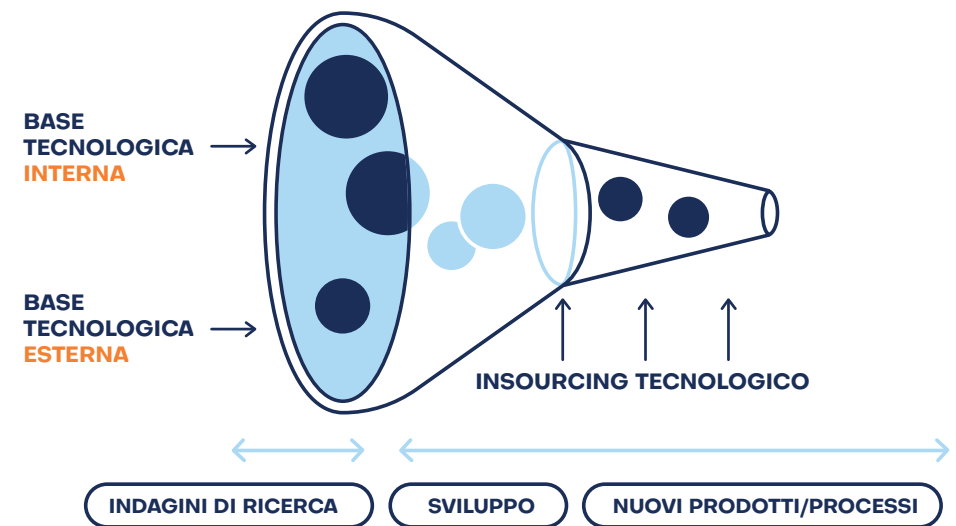 BASE
TECNOLOGICA
INTERNA
BASE
TECNOLOGICA
ESTERNA
INSOURCING TECNOLOGICO
INDAGINI DI RICERCA
SVILUPPO
NUOVI PRODOTTI/PROCESSI